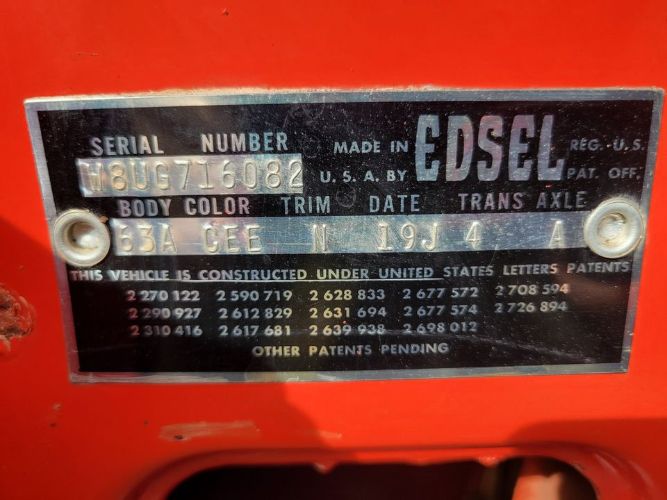 SERIAL NUMBER MADE IN EDSEL REG. U.S.
W8UG716082 U. S. A. BY PAT. OFF.
BODY COLOR TRIM DATE TRANS AXLE
63A CEE N 19J 4 A
THIS VEHICLE IS CONSTRUCTED UNDER UNITED STATES LETTERS PATENTS
2 270 122 2 590 719 2 628 833 2 677 572 2 708 594
2 290 927 2 612 829 2 631 694 2 677 574 2 726 894
2 310 416 2 617 681 2 639 938 2 698 012
OTHER PATENTS PENDING